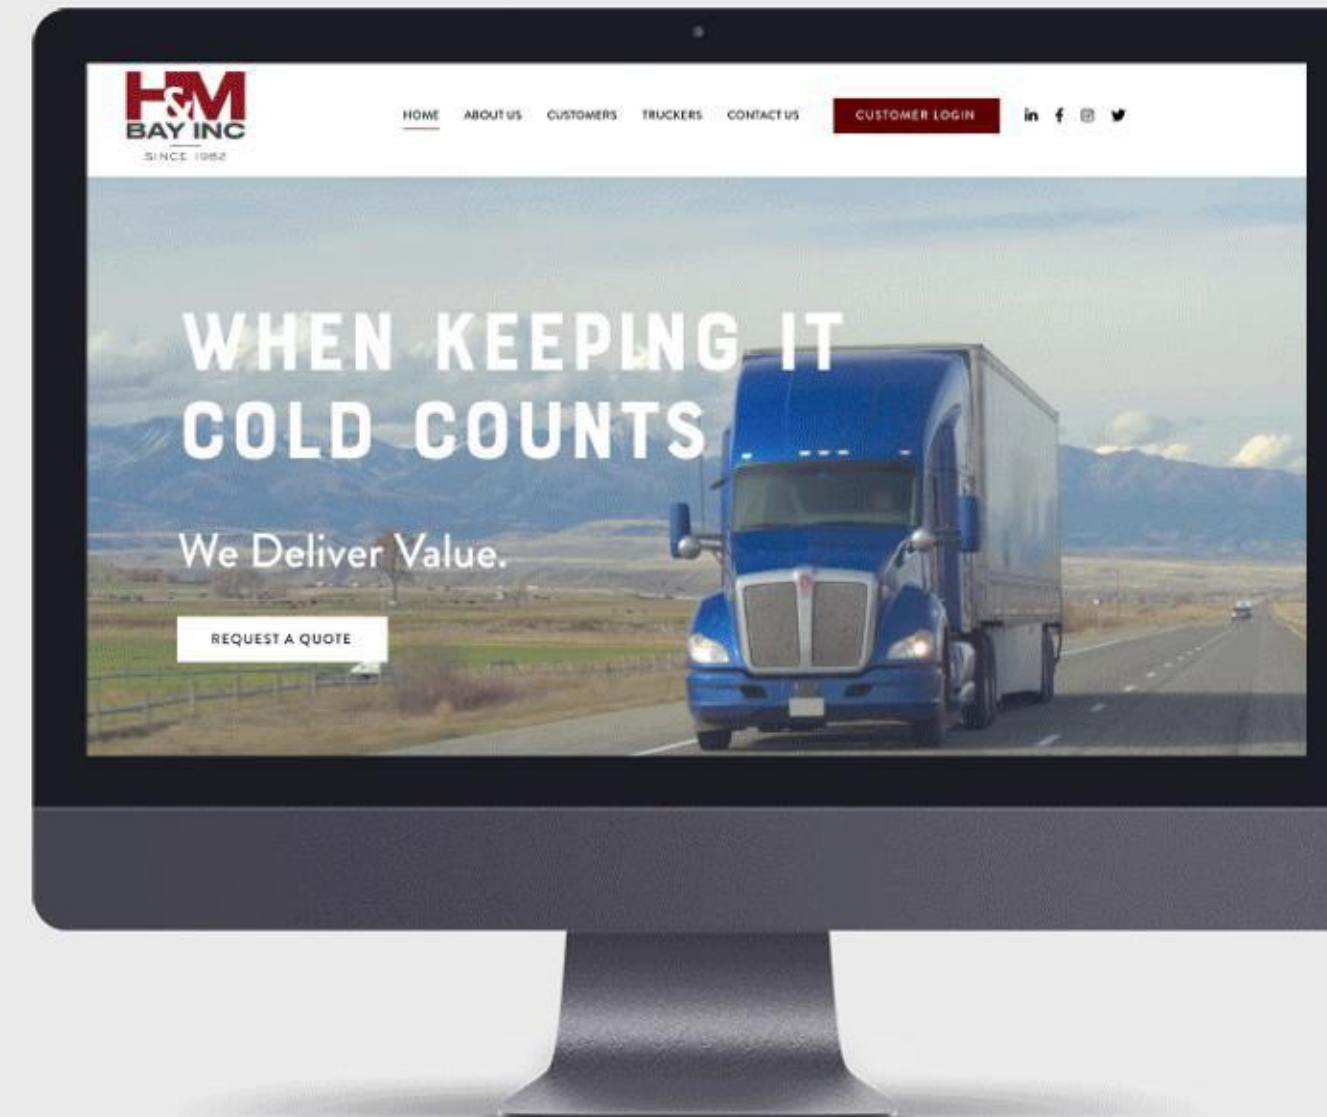 H&M
BAY INC
SINCE 1982
HOME ABOUT US CUSTOMERS TRUCKERS CONTACT US CUSTOMER LOGIN
WHEN KEEPING IT
COLD COUNTS
We Deliver Value.
REQUEST A QUOTE